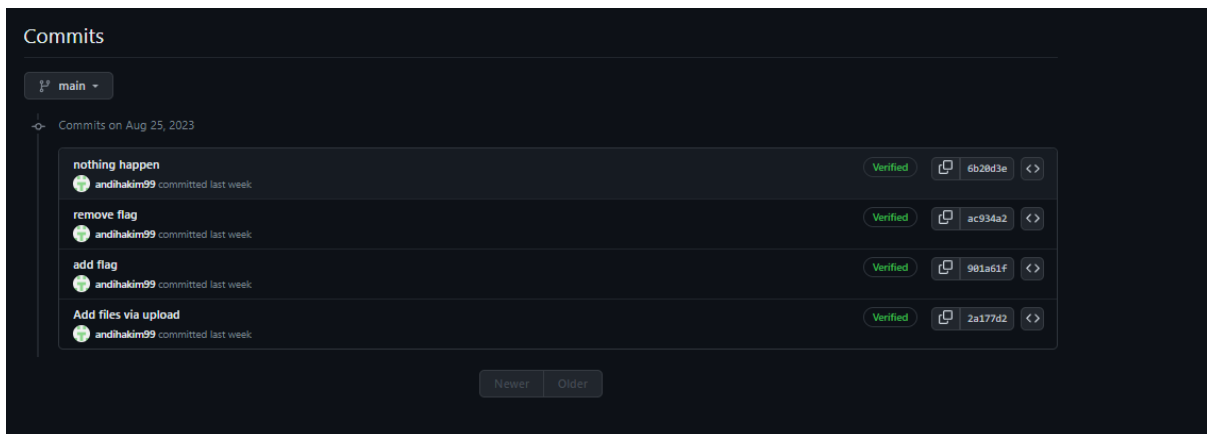 Commits
main
Commits on Aug 25, 2023
nothing happen
andihakim99 committed last week
Verified 6b20d3e
remove flag
andihakim99 committed last week
Verified ac934a2
add flag
andihakim99 committed last week
Verified 901a61f
Add files via upload
andihakim99 committed last week
Verified 2a177d2
Newer Older